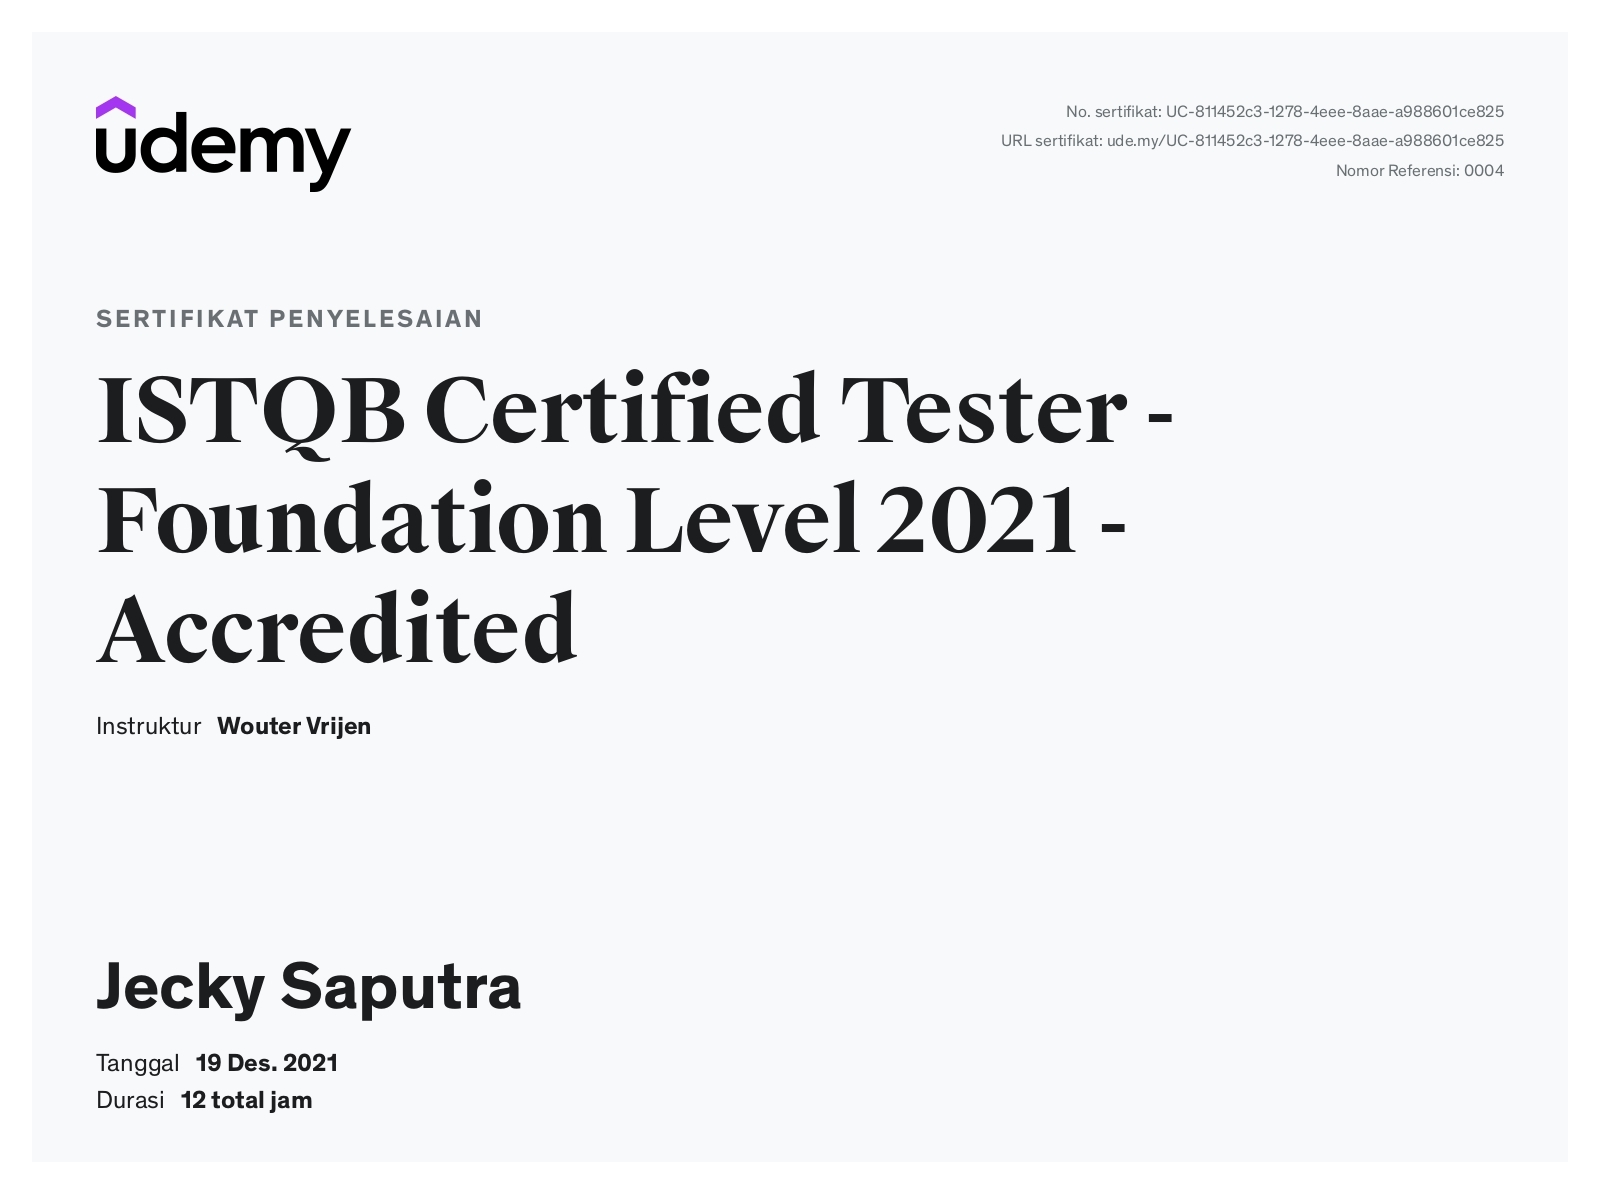 udemy
No. sertifikat: UC-811452c3-1278-4eee-8aae-a988601ce825
URL sertifikat: ude.my/UC-811452c3-1278-4eee-8aae-a988601ce825
Nomor Referensi: 0004
SERTIFIKAT PENYELESAIAN
ISTQB Certified Tester -
Foundation Level 2021 -
Accredited
Instruktur Wouter Vrijen
Jecky Saputra
Tanggal 19 Des. 2021
Durasi 12 total jam